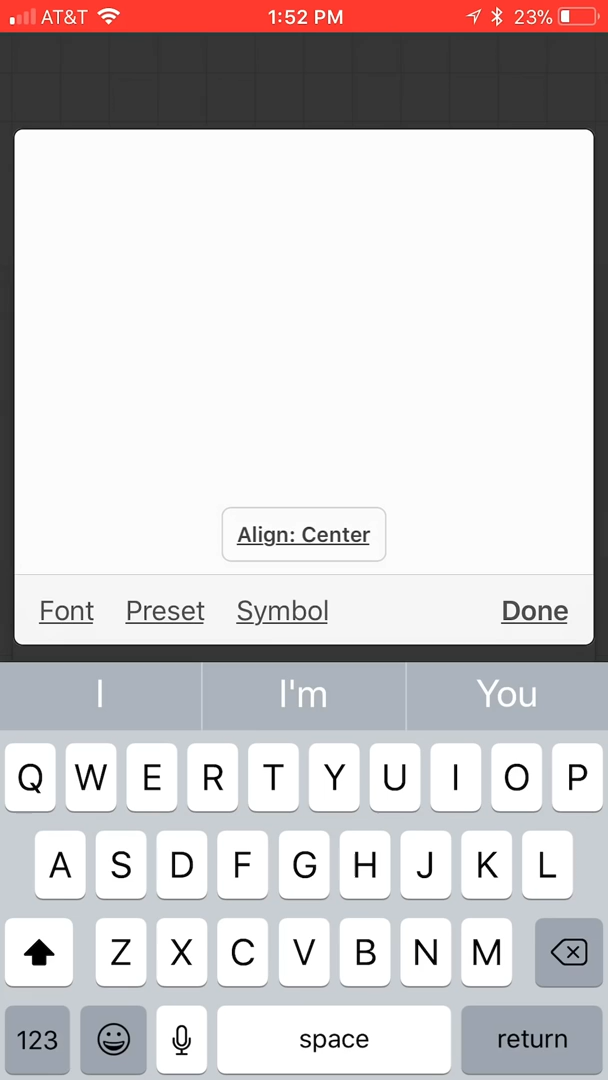 AT&T 1:52 PM 23%
Align: Center
Font Preset Symbol Done
I I'm You
Q W E R T Y U I O P
A S D F G H J K L
Z X C V B N M
123 space return